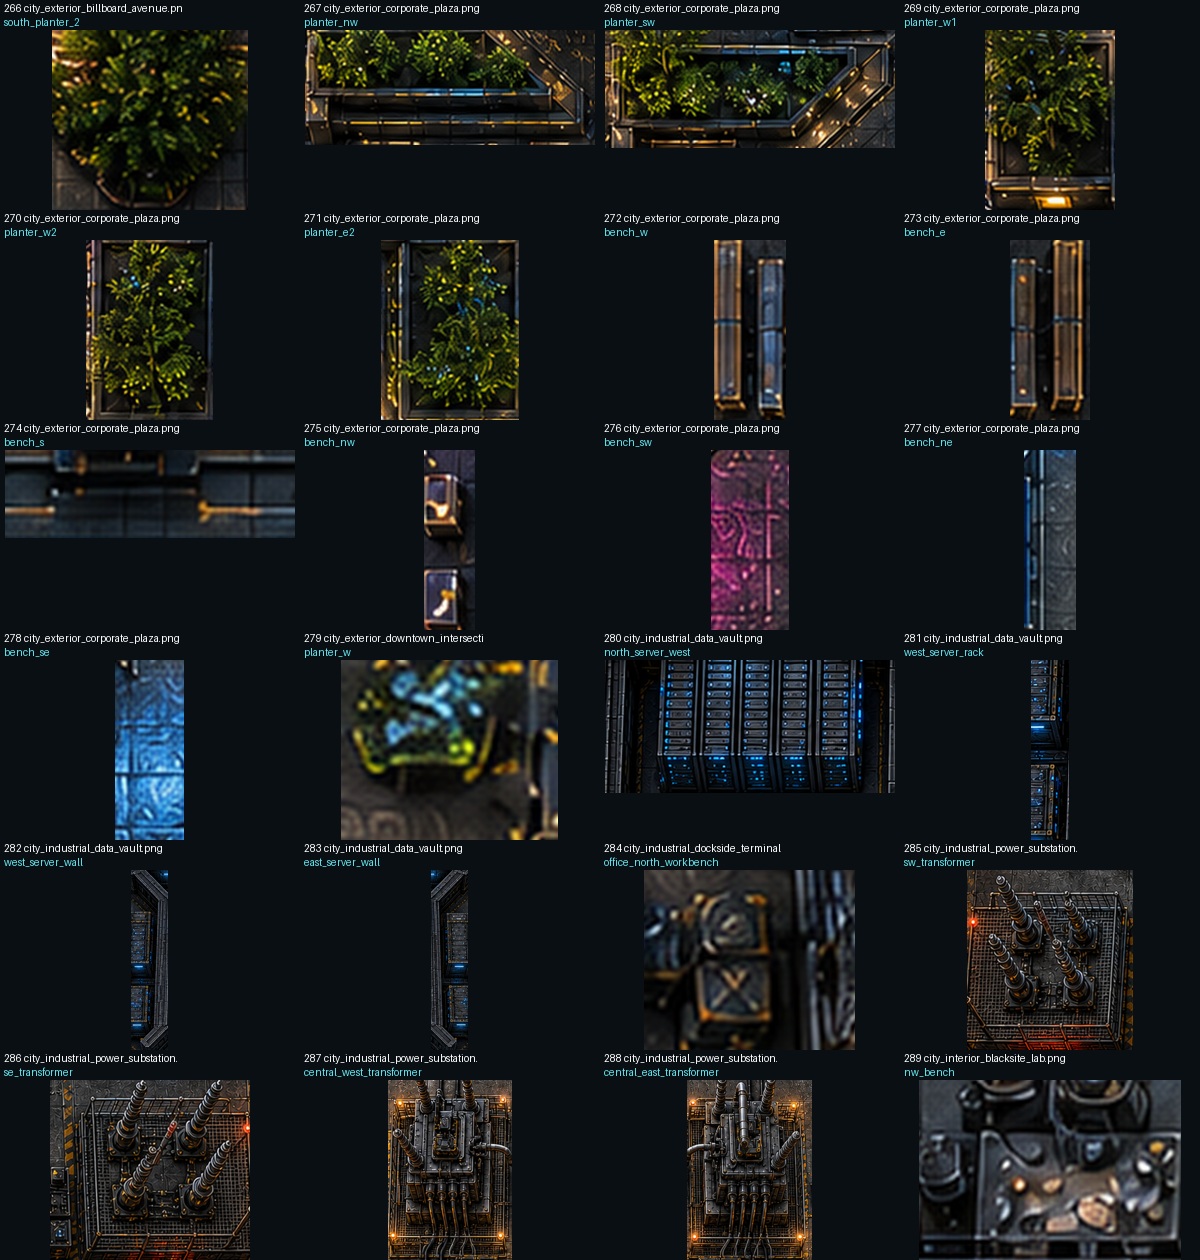 266 city_exterior_billboard_avenue.pn
south_planter_2
267 city_exterior_corporate_plaza.png
planter_nw
268 city_exterior_corporate_plaza.png
planter_sw
269 city_exterior_corporate_plaza.png
planter_w1
270 city_exterior_corporate_plaza.png
planter_w2
271 city_exterior_corporate_plaza.png
planter_e2
272 city_exterior_corporate_plaza.png
bench_w
273 city_exterior_corporate_plaza.png
bench_e
274 city_exterior_corporate_plaza.png
bench_s
275 city_exterior_corporate_plaza.png
bench_nw
276 city_exterior_corporate_plaza.png
bench_sw
277 city_exterior_corporate_plaza.png
bench_ne
278 city_exterior_corporate_plaza.png
bench_se
279 city_exterior_downtown_intersecti
planter_w
280 city_industrial_data_vault.png
north_server_west
281 city_industrial_data_vault.png
west_server_rack
282 city_industrial_data_vault.png
west_server_wall
283 city_industrial_data_vault.png
east_server_wall
284 city_industrial_dockside_terminal
office_north_workbench
285 city_industrial_power_substation.
sw_transformer
286 city_industrial_power_substation.
se_transformer
287 city_industrial_power_substation.
central_west_transformer
288 city_industrial_power_substation.
central_east_transformer
289 city_interior_blacksite_lab.png
nw_bench